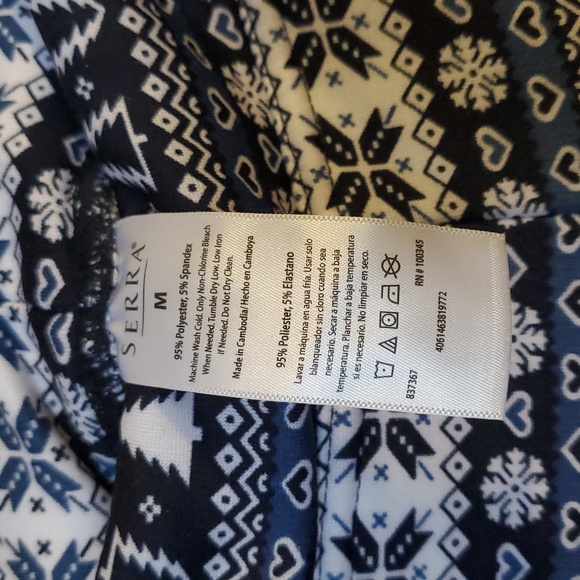 SERRA®
M
95% Polyester, 5% Spandex
Machine Wash Cold. Only Non-Chlorine Bleach
When Needed. Tumble Dry Low, Low Iron
If Needed. Do Not Dry Clean.
Made in Cambodia/ Hecho en Camboya
95% Poliester, 5% Elastano
Lavar a máquina en agua fría. Usar solo
blanqueador sin cloro cuando sea
necesario. Secar a máquina a baja
temperatura. Planchar a baja temperatura
si es necesario. No limpiar en seco.
837367
RN # 100345
4061463819772